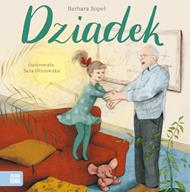 Barbara Supeł
Dziadek
ilustrowała
Sara Olszewska